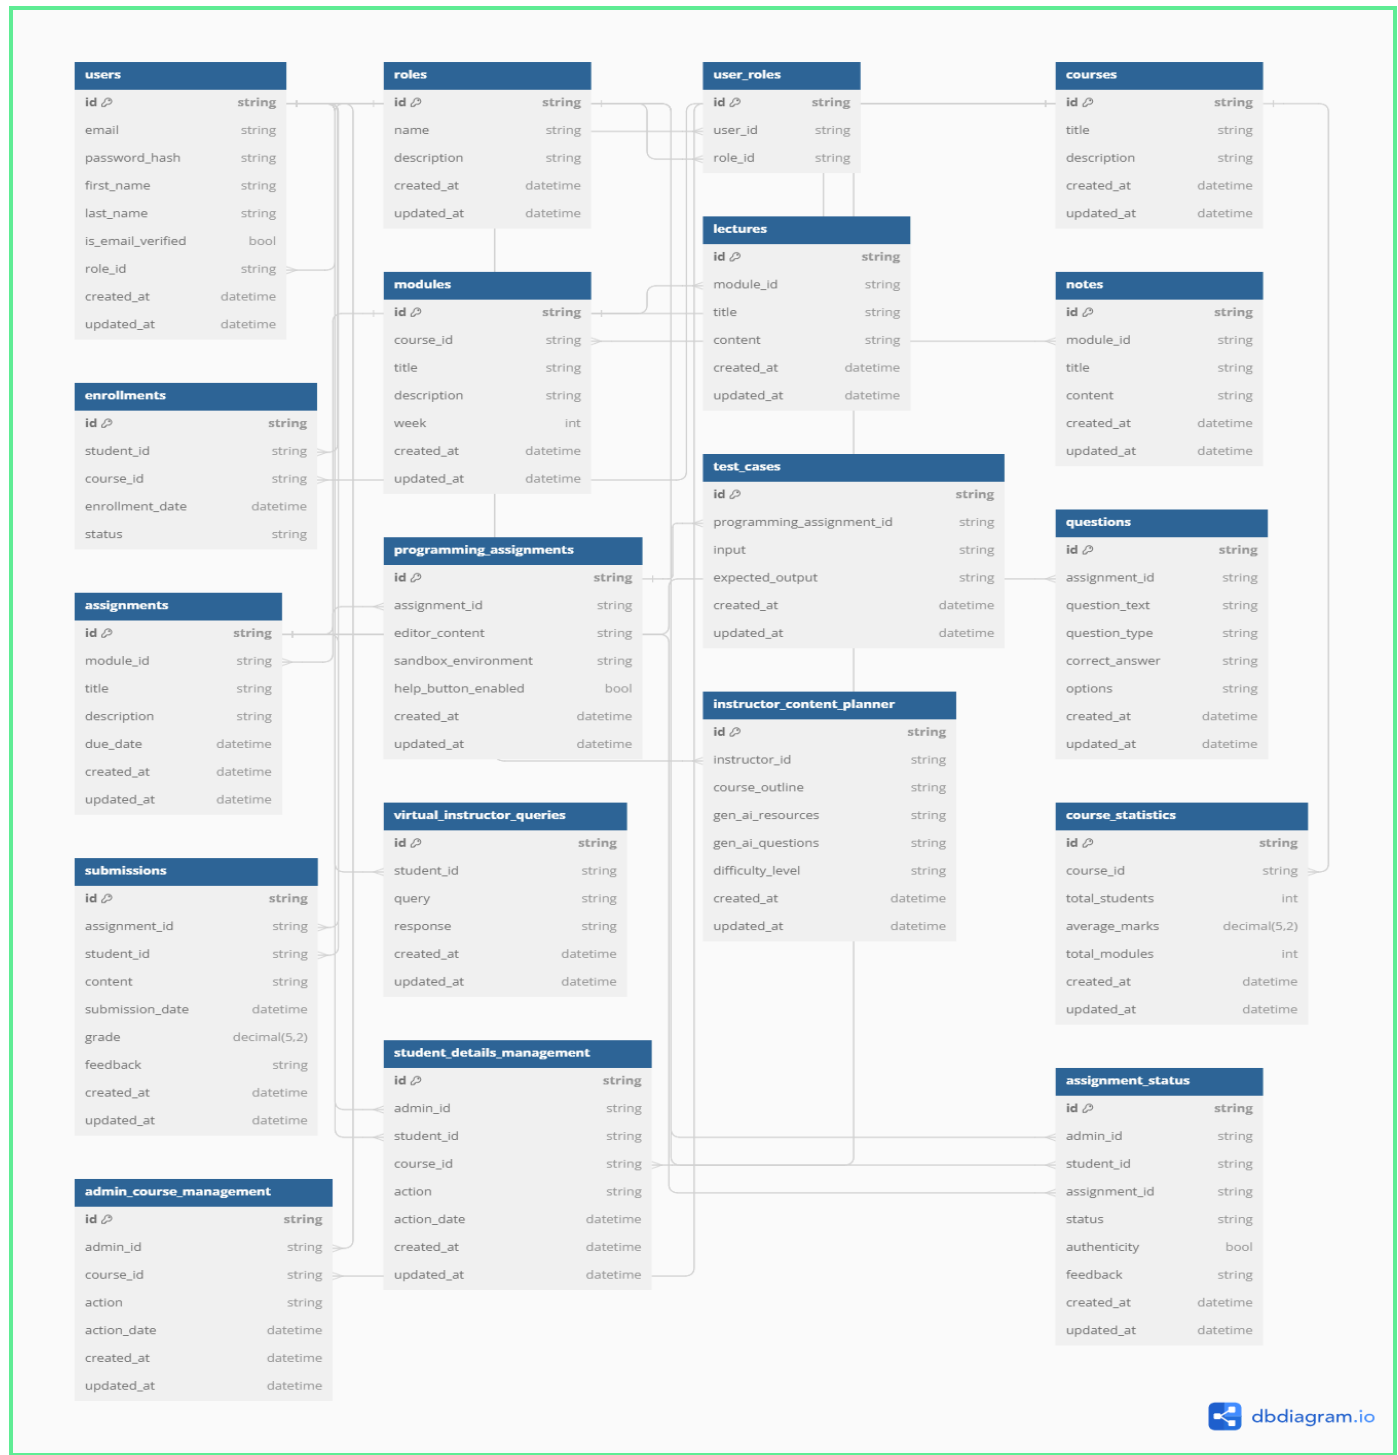 users
id string
email string
password_hash string
first_name string
last_name string
is_email_verified bool
role_id string
created_at datetime
updated_at datetime
enrollments
id string
student_id string
course_id string
enrollment_date datetime
status string
assignments
id string
module_id string
title string
description string
due_date datetime
created_at datetime
updated_at datetime
submissions
id string
assignment_id string
student_id string
content string
submission_date datetime
grade decimal(5,2)
feedback string
created_at datetime
updated_at datetime
admin_course_management
id string
admin_id string
course_id string
action string
action_date datetime
created_at datetime
updated_at datetime
roles
id string
name string
description string
created_at datetime
updated_at datetime
modules
id string
course_id string
title string
description string
week int
created_at datetime
updated_at datetime
programming_assignments
id string
assignment_id string
editor_content string
sandbox_environment string
help_button_enabled bool
created_at datetime
updated_at datetime
virtual_instructor_queries
id string
student_id string
query string
response string
created_at datetime
updated_at datetime
student_details_management
id string
admin_id string
student_id string
course_id string
action string
action_date datetime
created_at datetime
updated_at datetime
user_roles
id string
user_id string
role_id string
lectures
id string
module_id string
title string
content string
created_at datetime
updated_at datetime
test_cases
id string
programming_assignment_id string
input string
expected_output string
created_at datetime
updated_at datetime
instructor_content_planner
id string
instructor_id string
course_outline string
gen_ai_resources string
gen_ai_questions string
difficulty_level string
created_at datetime
updated_at datetime
courses
id string
title string
description string
created_at datetime
updated_at datetime
notes
id string
module_id string
title string
content string
created_at datetime
updated_at datetime
questions
id string
assignment_id string
question_text string
question_type string
correct_answer string
options string
created_at datetime
updated_at datetime
course_statistics
id string
course_id string
total_students int
average_marks decimal(5,2)
total_modules int
created_at datetime
updated_at datetime
assignment_status
id string
admin_id string
student_id string
assignment_id string
status string
authenticity bool
feedback string
created_at datetime
updated_at datetime
dbdiagram.io